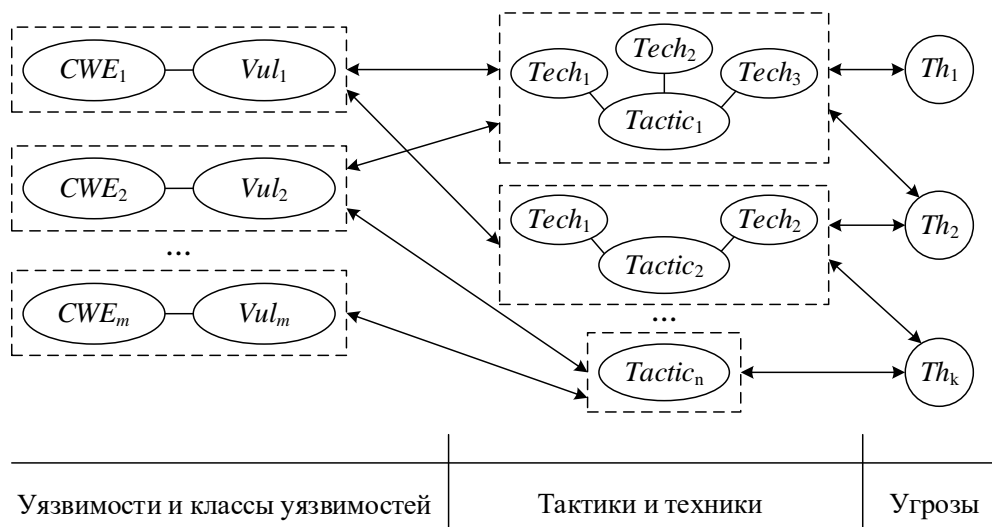 CWE₁ Vul₁
CWE₂ Vul₂
...
CWEₘ Vulₘ
Tech₁ Tech₂ Tech₃
Tactic₁
Tech₁ Tech₂
Tactic₂
...
Tacticₙ
Th₁
Th₂
Thₖ
Уязвимости и классы уязвимостей
Тактики и техники
Угрозы